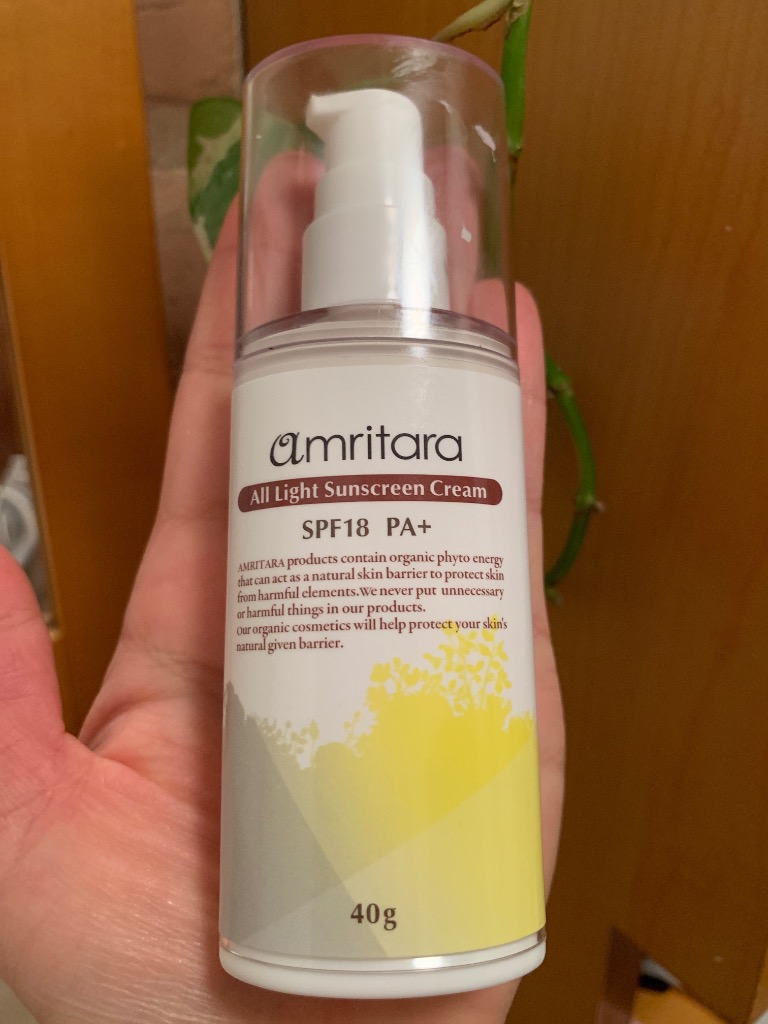 amritara
All Light Sunscreen Cream
SPF18 PA+
AMRITARA products contain organic phyto energy
that can act as a natural skin barrier to protect skin
from harmful elements.We never put unnecessary
or harmful things in our products.
Our organic cosmetics will help protect your skin's
natural given barrier.
40g